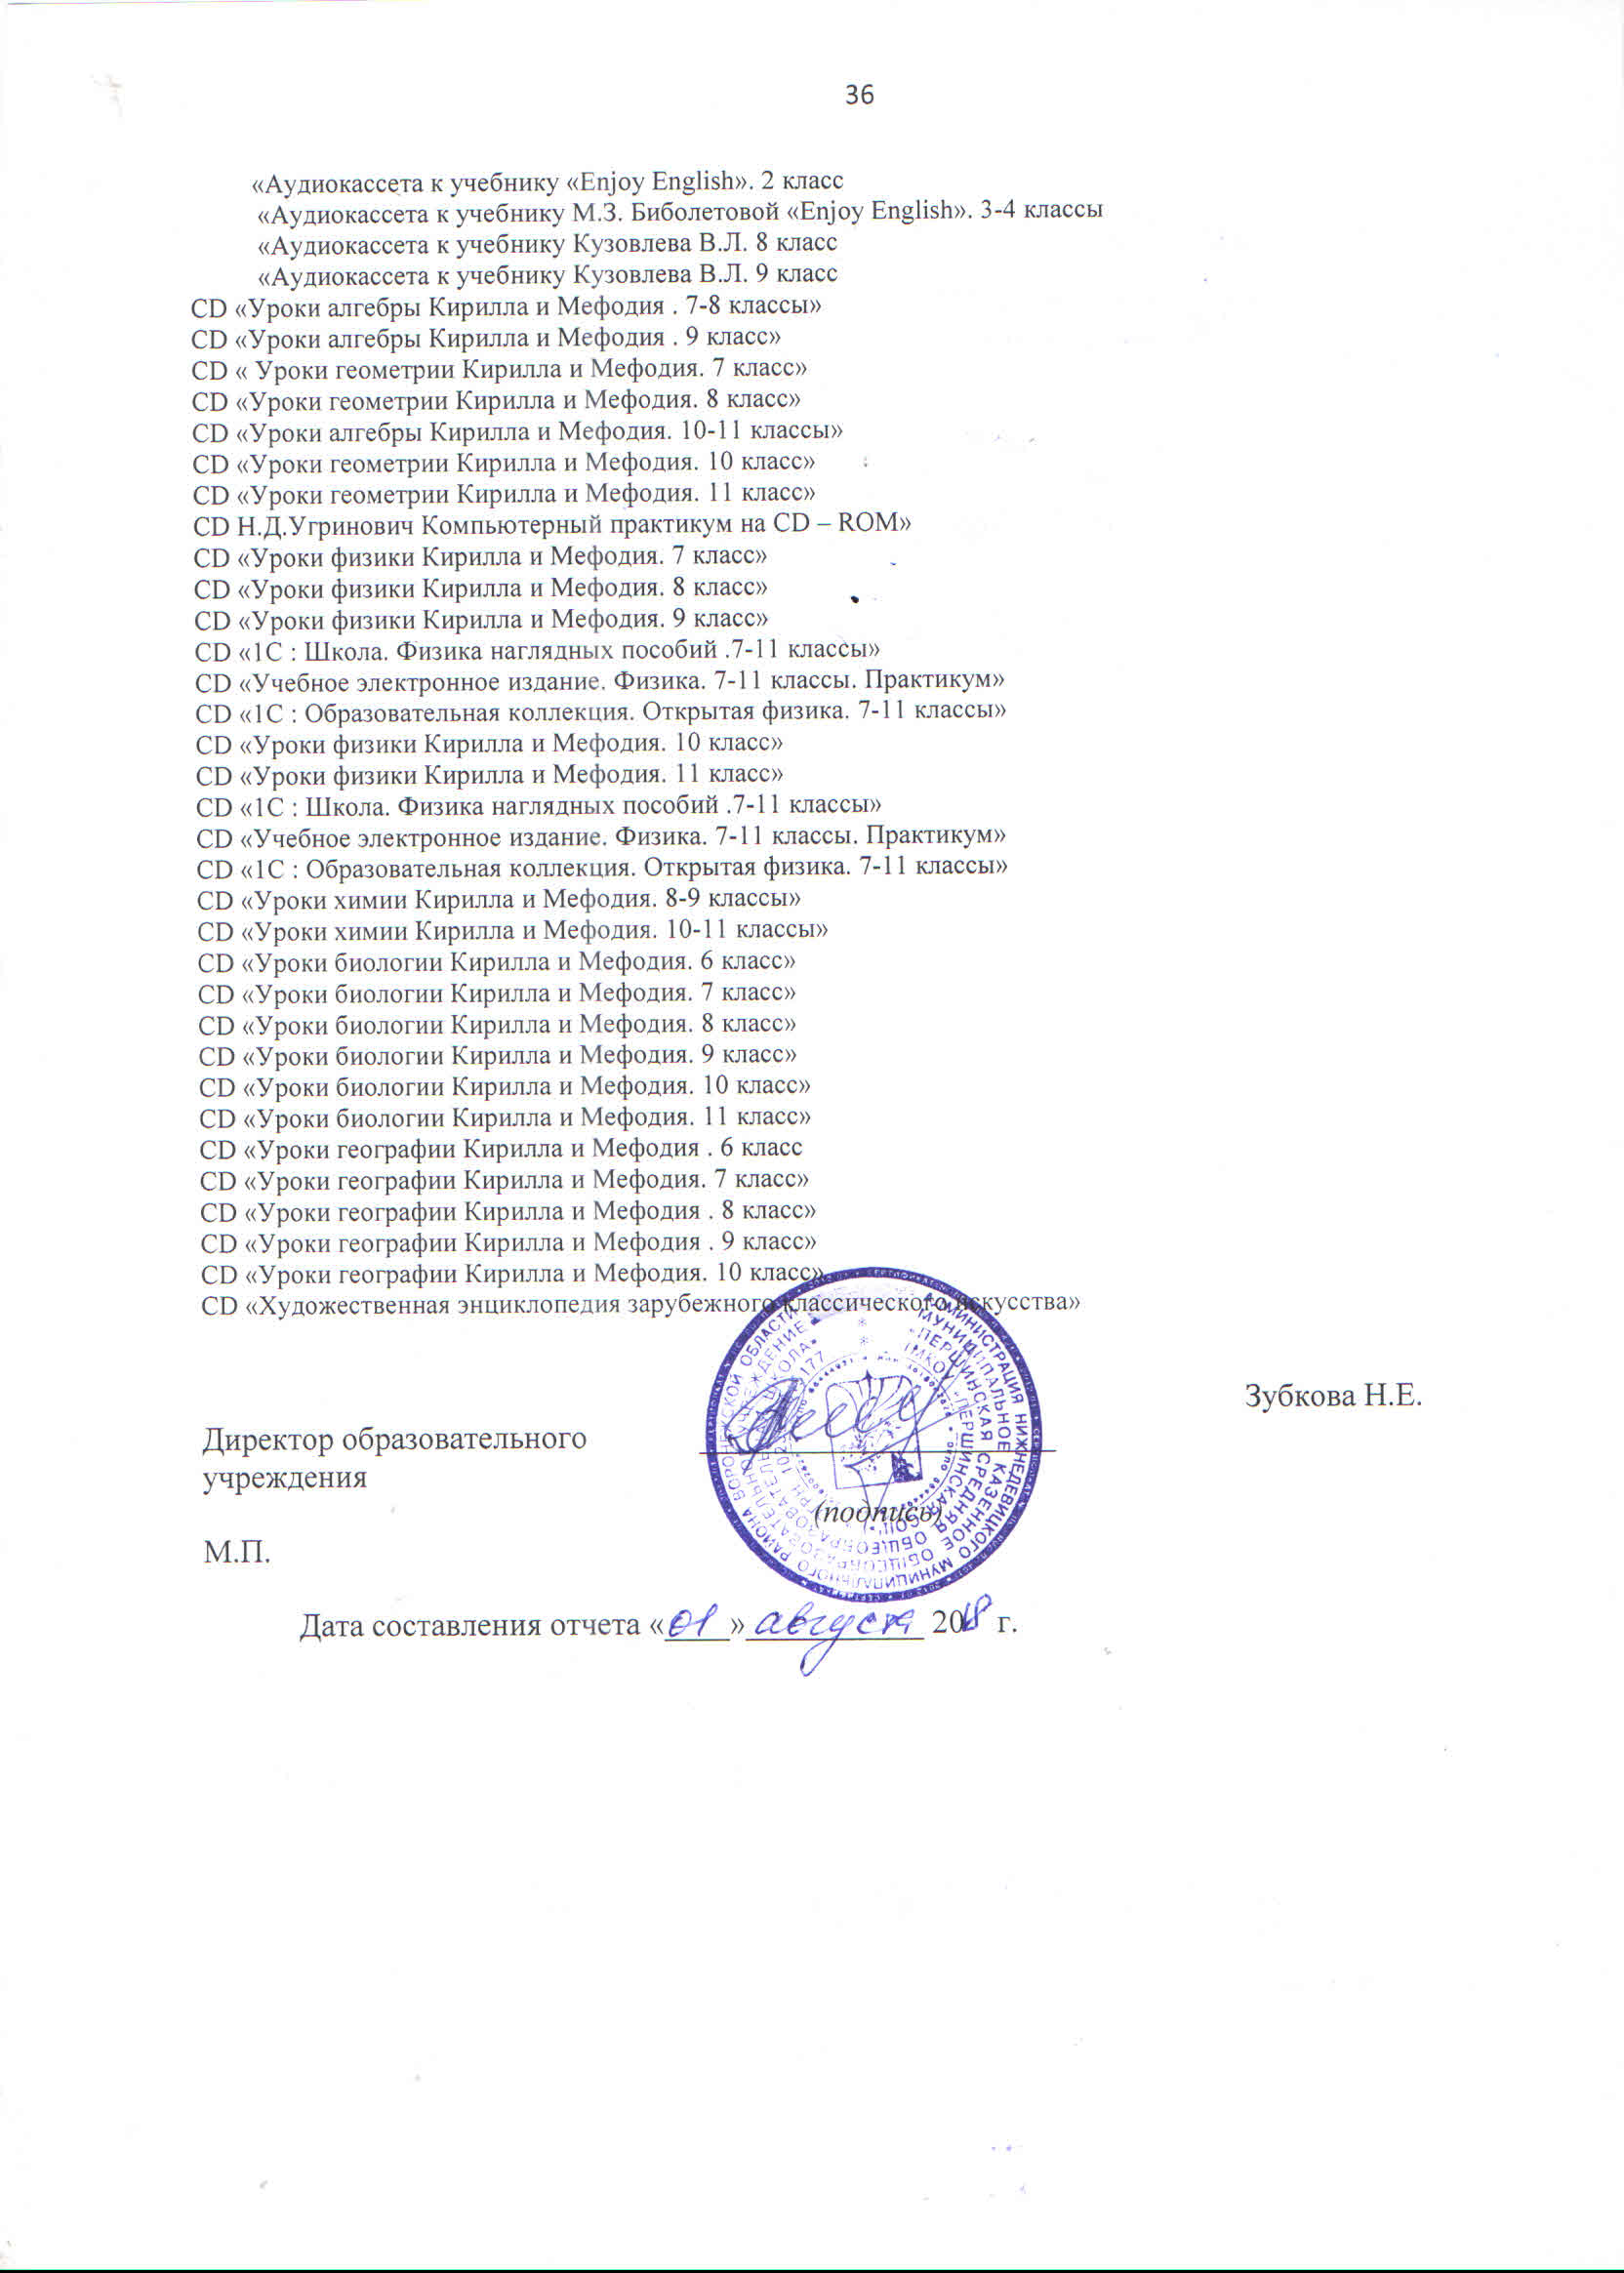 36
«Аудиокассета к учебнику «Enjoy English». 2 класс
«Аудиокассета к учебнику М.З. Биболетовой «Enjoy English». 3-4 классы
«Аудиокассета к учебнику Кузовлева В.Л. 8 класс
«Аудиокассета к учебнику Кузовлева В.Л. 9 класс
CD «Уроки алгебры Кирилла и Мефодия . 7-8 классы»
CD «Уроки алгебры Кирилла и Мефодия . 9 класс»
CD « Уроки геометрии Кирилла и Мефодия. 7 класс»
CD «Уроки геометрии Кирилла и Мефодия. 8 класс»
CD «Уроки алгебры Кирилла и Мефодия. 10-11 классы»
CD «Уроки геометрии Кирилла и Мефодия. 10 класс»
CD «Уроки геометрии Кирилла и Мефодия. 11 класс»
CD Н.Д.Угринович Компьютерный практикум на CD – ROM»
CD «Уроки физики Кирилла и Мефодия. 7 класс»
CD «Уроки физики Кирилла и Мефодия. 8 класс»
CD «Уроки физики Кирилла и Мефодия. 9 класс»
CD «1С : Школа. Физика наглядных пособий .7-11 классы»
CD «Учебное электронное издание. Физика. 7-11 классы. Практикум»
CD «1С : Образовательная коллекция. Открытая физика. 7-11 классы»
CD «Уроки физики Кирилла и Мефодия. 10 класс»
CD «Уроки физики Кирилла и Мефодия. 11 класс»
CD «1С : Школа. Физика наглядных пособий .7-11 классы»
CD «Учебное электронное издание. Физика. 7-11 классы. Практикум»
CD «1С : Образовательная коллекция. Открытая физика. 7-11 классы»
CD «Уроки химии Кирилла и Мефодия. 8-9 классы»
CD «Уроки химии Кирилла и Мефодия. 10-11 классы»
CD «Уроки биологии Кирилла и Мефодия. 6 класс»
CD «Уроки биологии Кирилла и Мефодия. 7 класс»
CD «Уроки биологии Кирилла и Мефодия. 8 класс»
CD «Уроки биологии Кирилла и Мефодия. 9 класс»
CD «Уроки биологии Кирилла и Мефодия. 10 класс»
CD «Уроки биологии Кирилла и Мефодия. 11 класс»
CD «Уроки географии Кирилла и Мефодия . 6 класс
CD «Уроки географии Кирилла и Мефодия. 7 класс»
CD «Уроки географии Кирилла и Мефодия . 8 класс»
CD «Уроки географии Кирилла и Мефодия . 9 класс»
CD «Уроки географии Кирилла и Мефодия. 10 класс»
CD «Художественная энциклопедия зарубежного классического искусства»
Зубкова Н.Е.
Директор образовательного
учреждения
(подпись)
М.П.
АДМИНИСТРАЦИЯ НИЖНЕДЕВИЦКОГО МУНИЦИПАЛЬНОГО РАЙОНА ВОРОНЕЖСКОЙ ОБЛАСТИ
МУНИЦИПАЛЬНОЕ КАЗЕННОЕ ОБЩЕОБРАЗОВАТЕЛЬНОЕ УЧРЕЖДЕНИЕ
«ПЕРШИНСКАЯ СРЕДНЯЯ ОБЩЕОБРАЗОВАТЕЛЬНАЯ ШКОЛА»
Дата составления отчета «01» августа 2018 г.